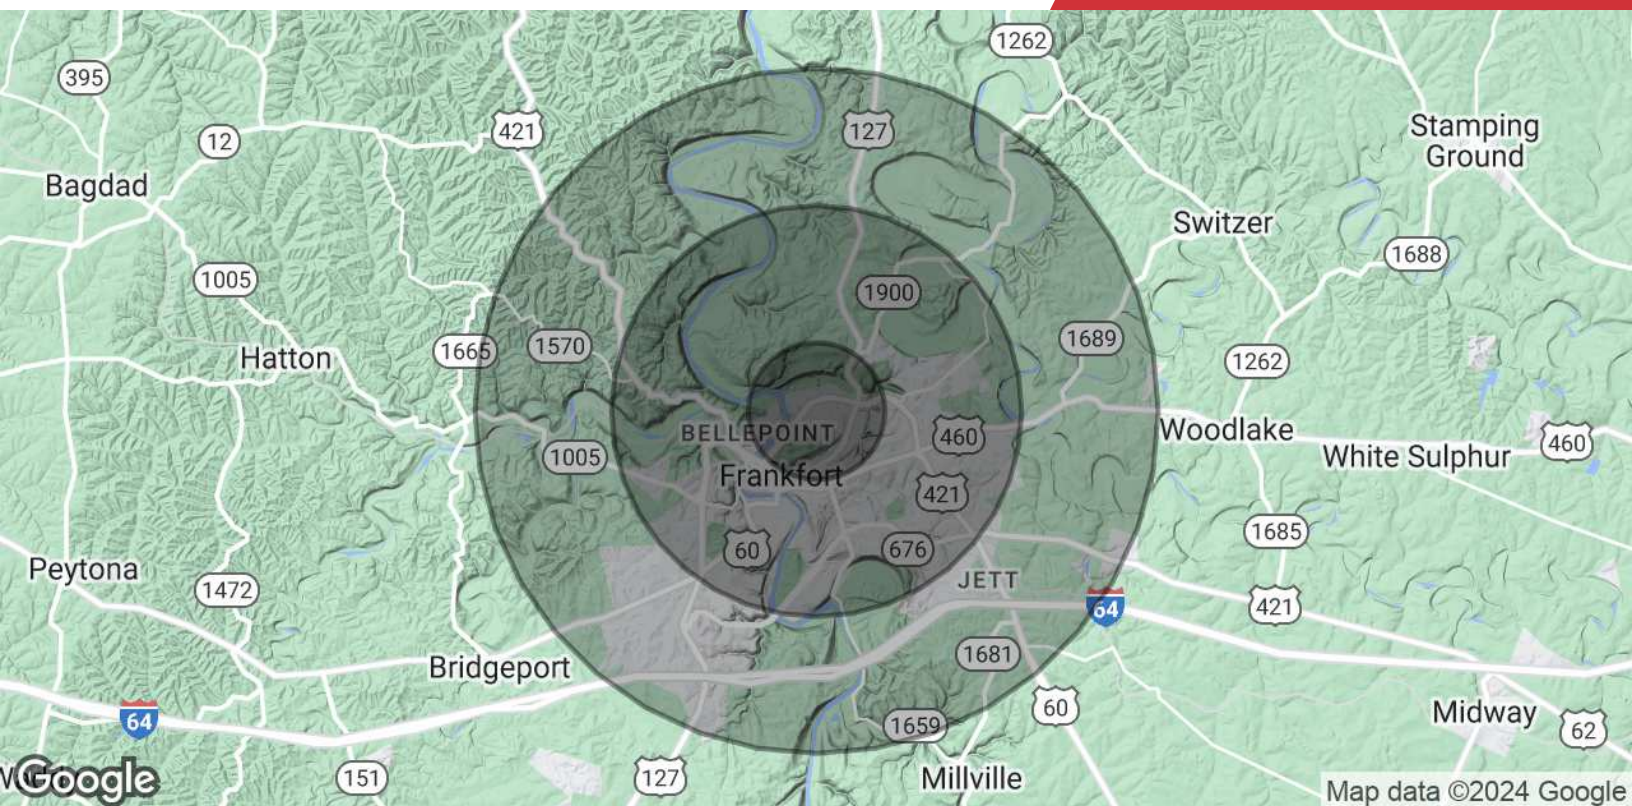 1262
395
Stamping
Ground
421
127
12
Bagdad
Switzer
1688
1005
1900
1689
1665
1570
Hatton
1262
BELLEPOINT
460
Woodlake
460
White Sulphur
1005
Frankfort
421
1685
60
676
Peytona
JETT
1472
64
421
1681
Bridgeport
60
Midway
64
1659
62
Google
151
127
Millville
Map data ©2024 Google